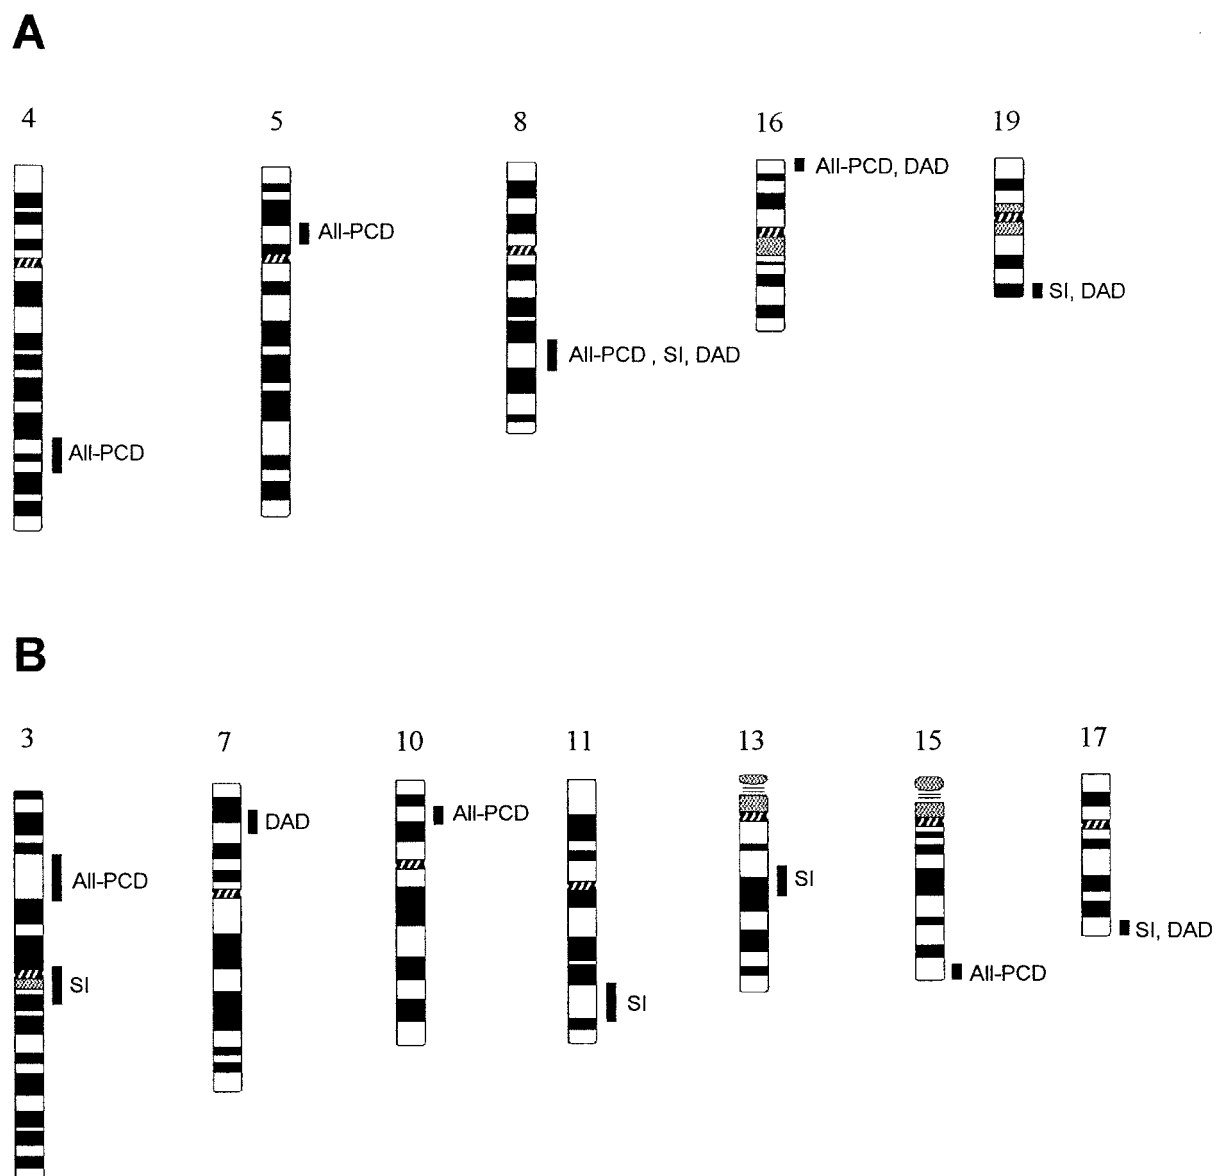 A
4 5 8 16 19
All-PCD, DAD
All-PCD
SI, DAD
All-PCD , SI, DAD
All-PCD
B
3 7 10 11 13 15 17
All-PCD
DAD
All-PCD
SI
SI, DAD
All-PCD
SI
SI